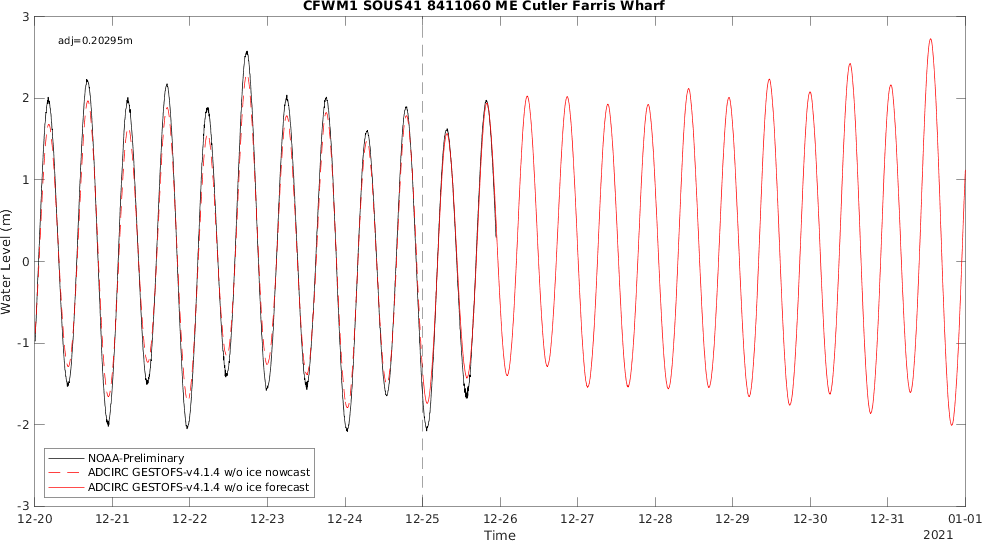 CFWM1 SOUS41 8411060 ME Cutler Farris Wharf
adj=0.20295m
3
2
1
0
-1
-2
-3
Water Level (m)
NOAA-Preliminary
ADCIRC GESTOFS-v4.1.4 w/o ice nowcast
ADCIRC GESTOFS-v4.1.4 w/o ice forecast
12-20 12-21 12-22 12-23 12-24 12-25 12-26 12-27 12-28 12-29 12-30 12-31 01-01
Time
2021